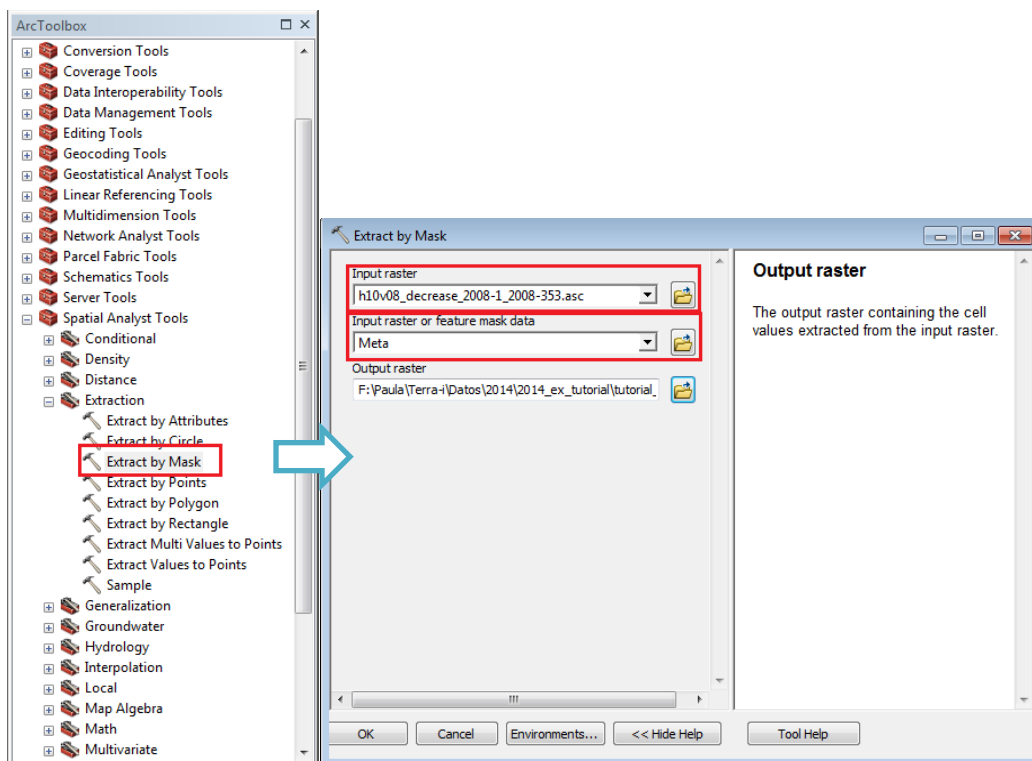 ArcToolbox
Conversion Tools
Coverage Tools
Data Interoperability Tools
Data Management Tools
Editing Tools
Geocoding Tools
Geostatistical Analyst Tools
Linear Referencing Tools
Multidimension Tools
Network Analyst Tools
Parcel Fabric Tools
Schematics Tools
Server Tools
Spatial Analyst Tools
Conditional
Density
Distance
Extraction
Extract by Attributes
Extract by Circle
Extract by Mask
Extract by Points
Extract by Polygon
Extract by Rectangle
Extract Multi Values to Points
Extract Values to Points
Sample
Generalization
Groundwater
Hydrology
Interpolation
Local
Map Algebra
Math
Multivariate
Extract by Mask
Input raster
h10v08_decrease_2008-1_2008-353.asc
Input raster or feature mask data
Meta
Output raster
F:\Paula\Terra-i\Datos\2014\2014_ex_tutorial\tutorial_
OK
Cancel
Environments...
<< Hide Help
Output raster
The output raster containing the cell
values extracted from the input raster.
Tool Help